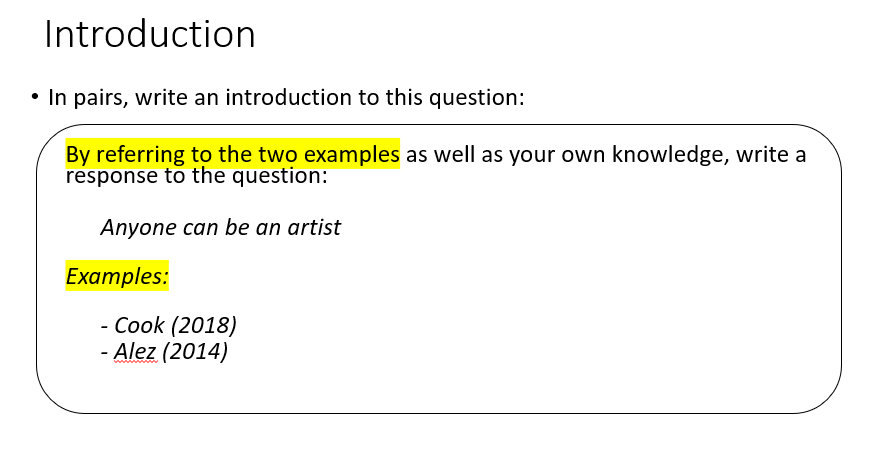 Introduction
• In pairs, write an introduction to this question:
By referring to the two examples as well as your own knowledge, write a
response to the question:
Anyone can be an artist
Examples:
- Cook (2018)
- Alez (2014)